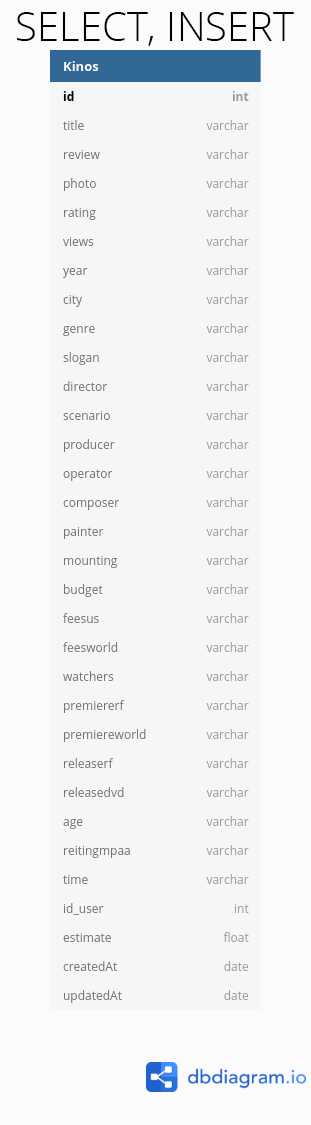 SELECT, INSERT
Kinos
id int
title varchar
review varchar
photo varchar
rating varchar
views varchar
year varchar
city varchar
genre varchar
slogan varchar
director varchar
scenario varchar
producer varchar
operator varchar
composer varchar
painter varchar
mounting varchar
budget varchar
feesus varchar
feesworld varchar
watchers varchar
premiererf varchar
premiereworld varchar
releaserf varchar
releasedvd varchar
age varchar
reitingmpaa varchar
time varchar
id_user int
estimate float
createdAt date
updatedAt date
dbdiagram.io